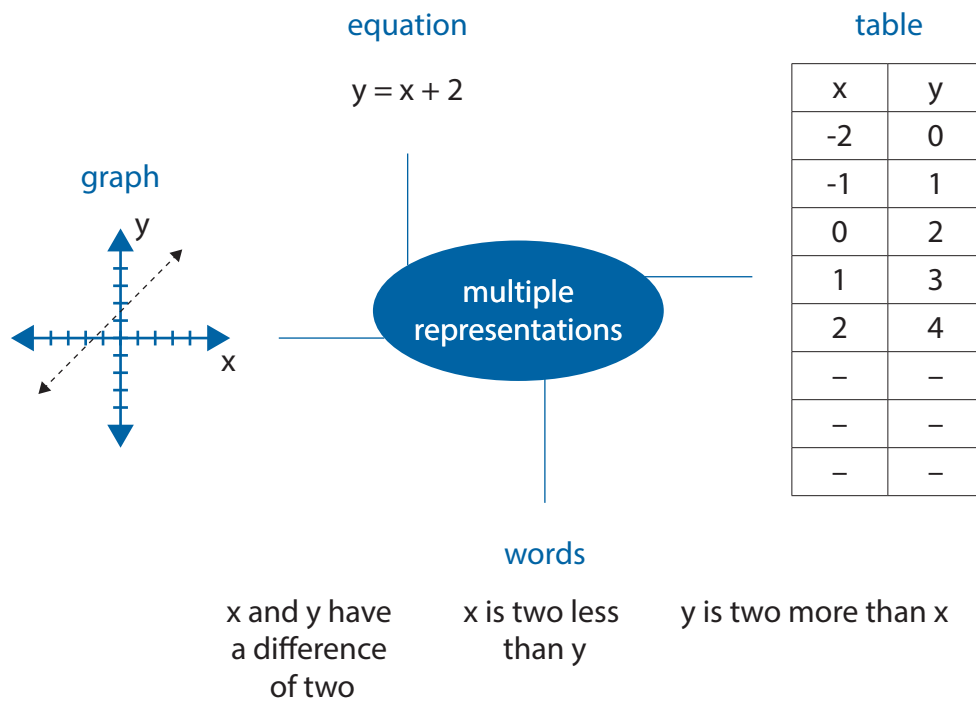 equation
table
y = x + 2
x y
-2 0
-1 1
0 2
1 3
2 4
– –
– –
– –
graph
y
x
multiple
representations
words
x and y have
a difference
of two
x is two less
than y
y is two more than x